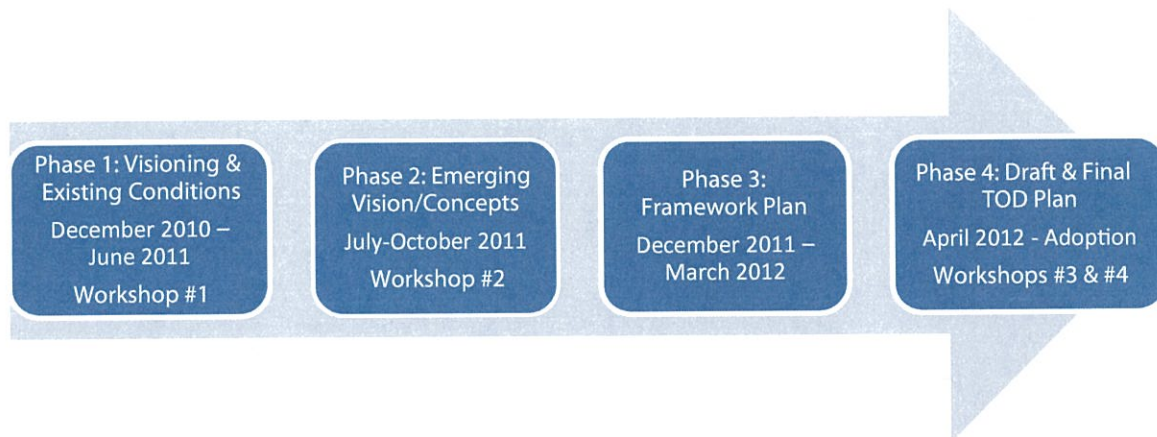 Phase 1: Visioning &
Existing Conditions
December 2010 –
June 2011
Workshop #1
Phase 2: Emerging
Vision/Concepts
July-October 2011
Workshop #2
Phase 3:
Framework Plan
December 2011 –
March 2012
Phase 4: Draft & Final
TOD Plan
April 2012 - Adoption
Workshops #3 & #4